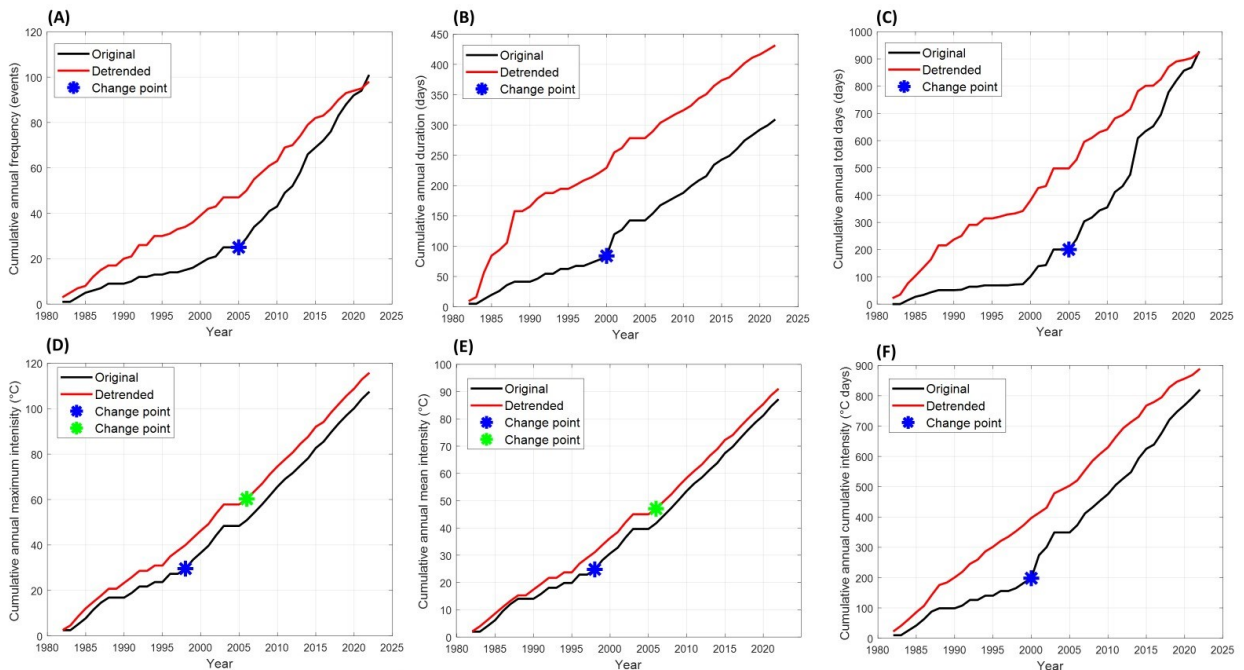 (A)
Cumulative annual frequency (events)
120
100
80
60
40
20
0
Original
Detrended
Change point
1980 1985 1990 1995 2000 2005 2010 2015 2020 2025
Year
(B)
Cumulative annual duration (days)
450
400
350
300
250
200
150
100
50
0
Original
Detrended
Change point
1980 1985 1990 1995 2000 2005 2010 2015 2020 2025
Year
(C)
Cumulative annual total days (days)
1000
900
800
700
600
500
400
300
200
100
0
Original
Detrended
Change point
1980 1985 1990 1995 2000 2005 2010 2015 2020 2025
Year
(D)
Cumulative annual maximum intenisity (°C)
120
100
80
60
40
20
0
Original
Detrended
Change point
Change point
1980 1985 1990 1995 2000 2005 2010 2015 2020 2025
Year
(E)
Cumulative annual mean intensity (°C)
100
90
80
70
60
50
40
30
20
10
0
Original
Detrended
Change point
Change point
1980 1985 1990 1995 2000 2005 2010 2015 2020 2025
Year
(F)
Cumulative annual cumulative intensity (°C days)
900
800
700
600
500
400
300
200
100
0
Original
Detrended
Change point
1980 1985 1990 1995 2000 2005 2010 2015 2020 2025
Year